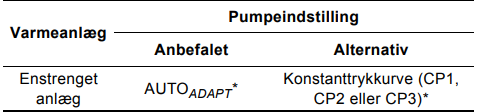 Pumpeindstilling
Varmeanlæg
Anbefalet
Alternativ
Enstrenget
anlæg
AUTOADAPT*
Konstanttrykkurve (CP1,
CP2 eller CP3)*